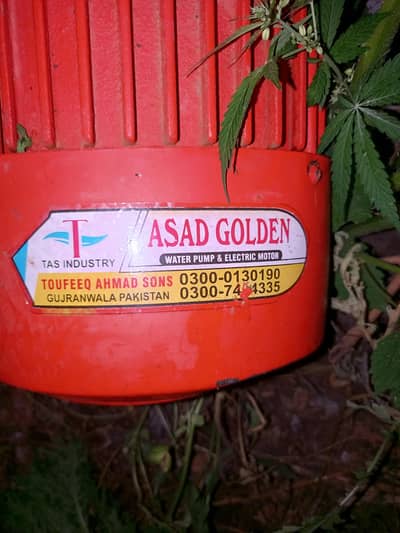 T
TAS INDUSTRY
ASAD GOLDEN
WATER PUMP & ELECTRIC MOTOR
TOUFEEQ AHMAD SONS
GUJRANWALA PAKISTAN
0300-0130190